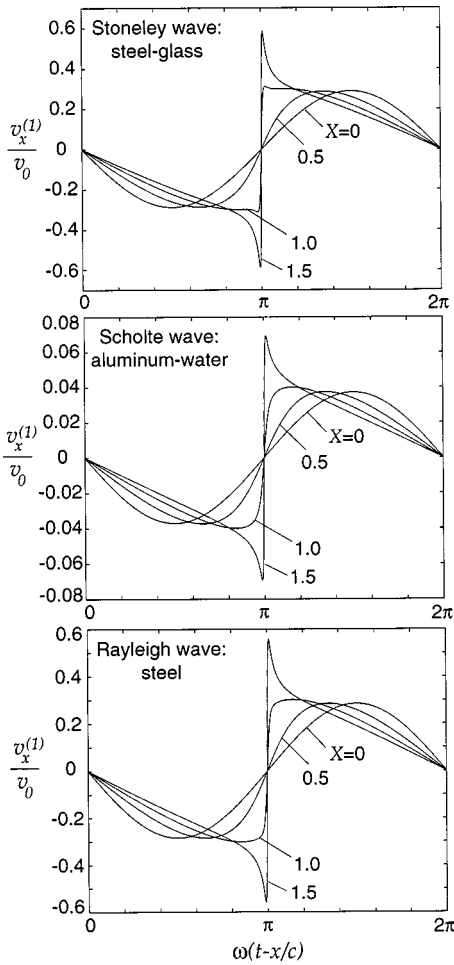 Stoneley wave:
steel-glass
0.6
0.4
0.2
0
-0.2
-0.4
-0.6
v_x^{(1)}
v_0
X=0
0.5
1.0
1.5
0
π
2π
Scholte wave:
aluminum-water
0.08
0.06
0.04
0.02
0
-0.02
-0.04
-0.06
-0.08
v_x^{(1)}
v_0
X=0
0.5
1.0
1.5
0
π
2π
Rayleigh wave:
steel
0.6
0.4
0.2
0
-0.2
-0.4
-0.6
v_x^{(1)}
v_0
X=0
0.5
1.0
1.5
0
π
2π
ω(t-x/c)